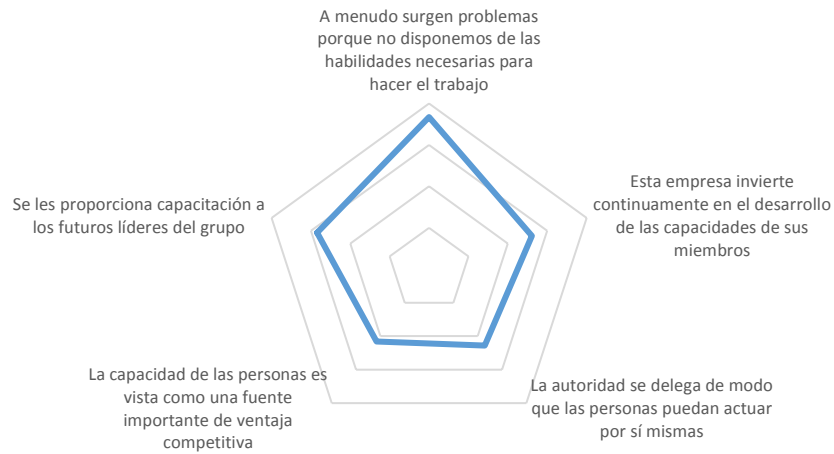 A menudo surgen problemas
porque no disponemos de las
habilidades necesarias para
hacer el trabajo
Esta empresa invierte
continuamente en el desarrollo
de las capacidades de sus
miembros
La autoridad se delega de modo
que las personas puedan actuar
por sí mismas
La capacidad de las personas es
vista como una fuente
importante de ventaja
competitiva
Se les proporciona capacitación a
los futuros líderes del grupo